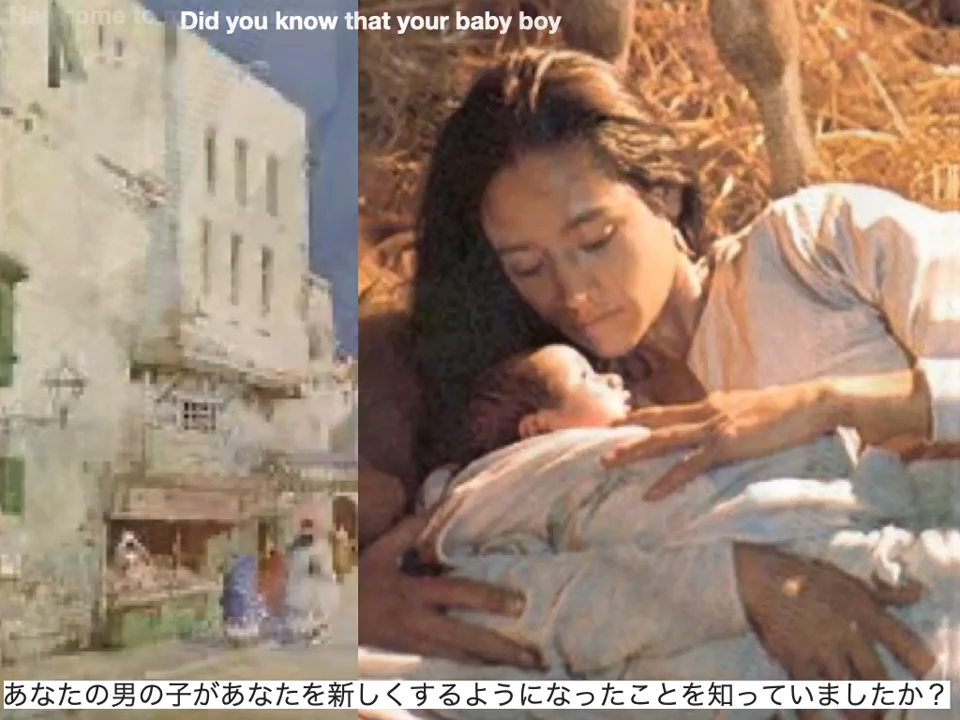 Did you know that your baby boy
あなたの男の子があなたを新しくするようになったことを知っていましたか？